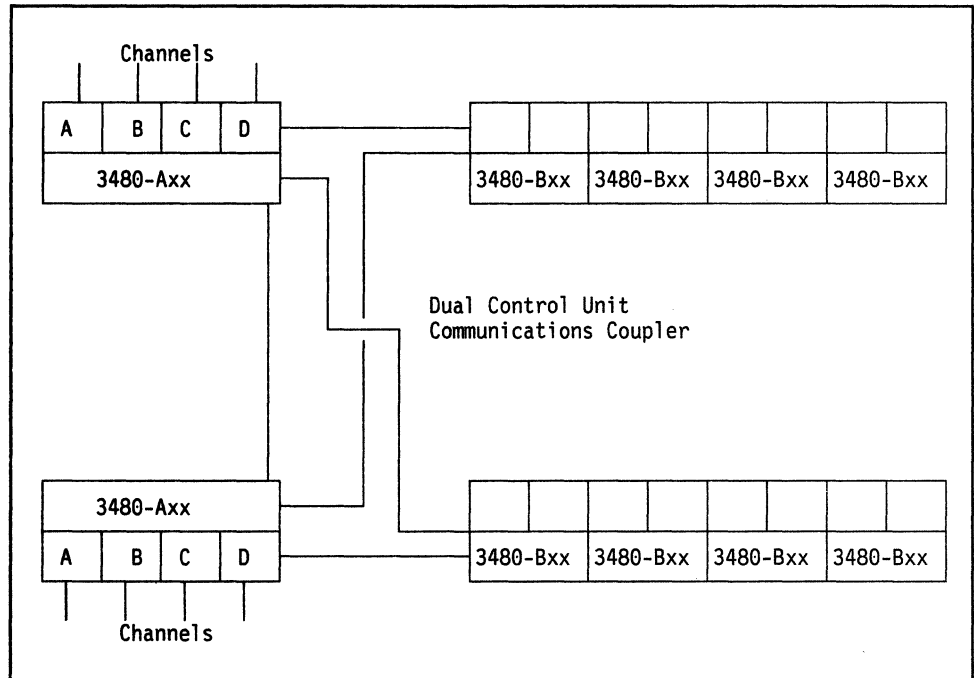 Channels
A B C D
3480-Axx
3480-Bxx 3480-Bxx 3480-Bxx 3480-Bxx
Dual Control Unit
Communications Coupler
3480-Axx
A B C D
3480-Bxx 3480-Bxx 3480-Bxx 3480-Bxx
Channels